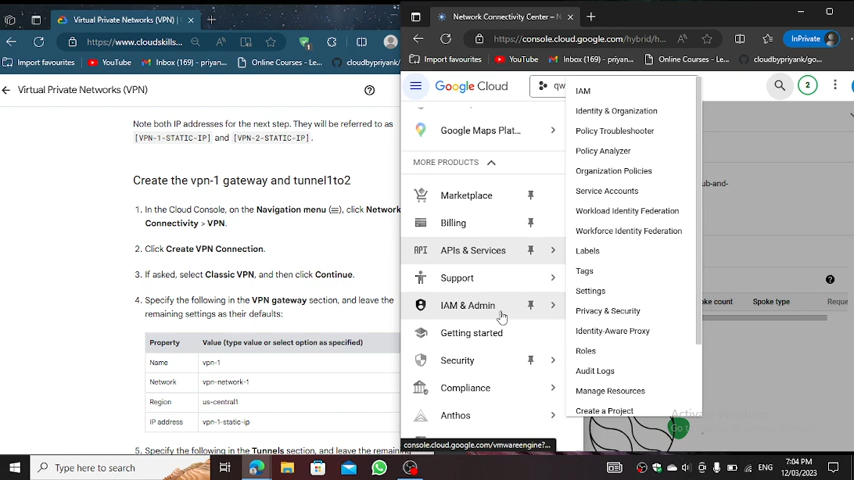 Virtual Private Networks (VPN) |
https://www.cloudskills...
Import favourites
YouTube
Inbox (169) - priyan...
Online Courses - Le...
Virtual Private Networks (VPN)
Note both IP addresses for the next step. They will be referred to as
[VPN-1-STATIC-IP] and [VPN-2-STATIC-IP].
Create the vpn-1 gateway and tunnel1to2
1. In the Cloud Console, on the Navigation menu (≡), click Network
Connectivity > VPN.
2. Click Create VPN Connection.
3. If asked, select Classic VPN, and then click Continue.
4. Specify the following in the VPN gateway section, and leave the
remaining settings as their defaults:
Property Value (type value or select option as specified)
Name vpn-1
Network vpn-network-1
Region us-central1
IP address vpn-1-static-ip
5. Specify the following in the Tunnels section, and leave the remaining
Network Connectivity Center –
https://console.cloud.google.com/hybrid/h...
InPrivate
Import favourites
YouTube
Inbox (169) - priyan...
Online Courses - Le...
cloudbypriyank/go...
Google Cloud
qw
2
Google Maps Plat...
MORE PRODUCTS
Marketplace
Billing
API APIs & Services
Support
IAM & Admin
Getting started
Security
Compliance
Anthos
console.cloud.google.com/vmwareengine?...
IAM
Identity & Organization
Policy Troubleshooter
Policy Analyzer
Organization Policies
Service Accounts
Workload Identity Federation
Workforce Identity Federation
Labels
Tags
Settings
Privacy & Security
Identity-Aware Proxy
Roles
Audit Logs
Manage Resources
Create a Project
ub-and-
oke count Spoke type Reque
Type here to search
ENG
7:04 PM
12/03/2023